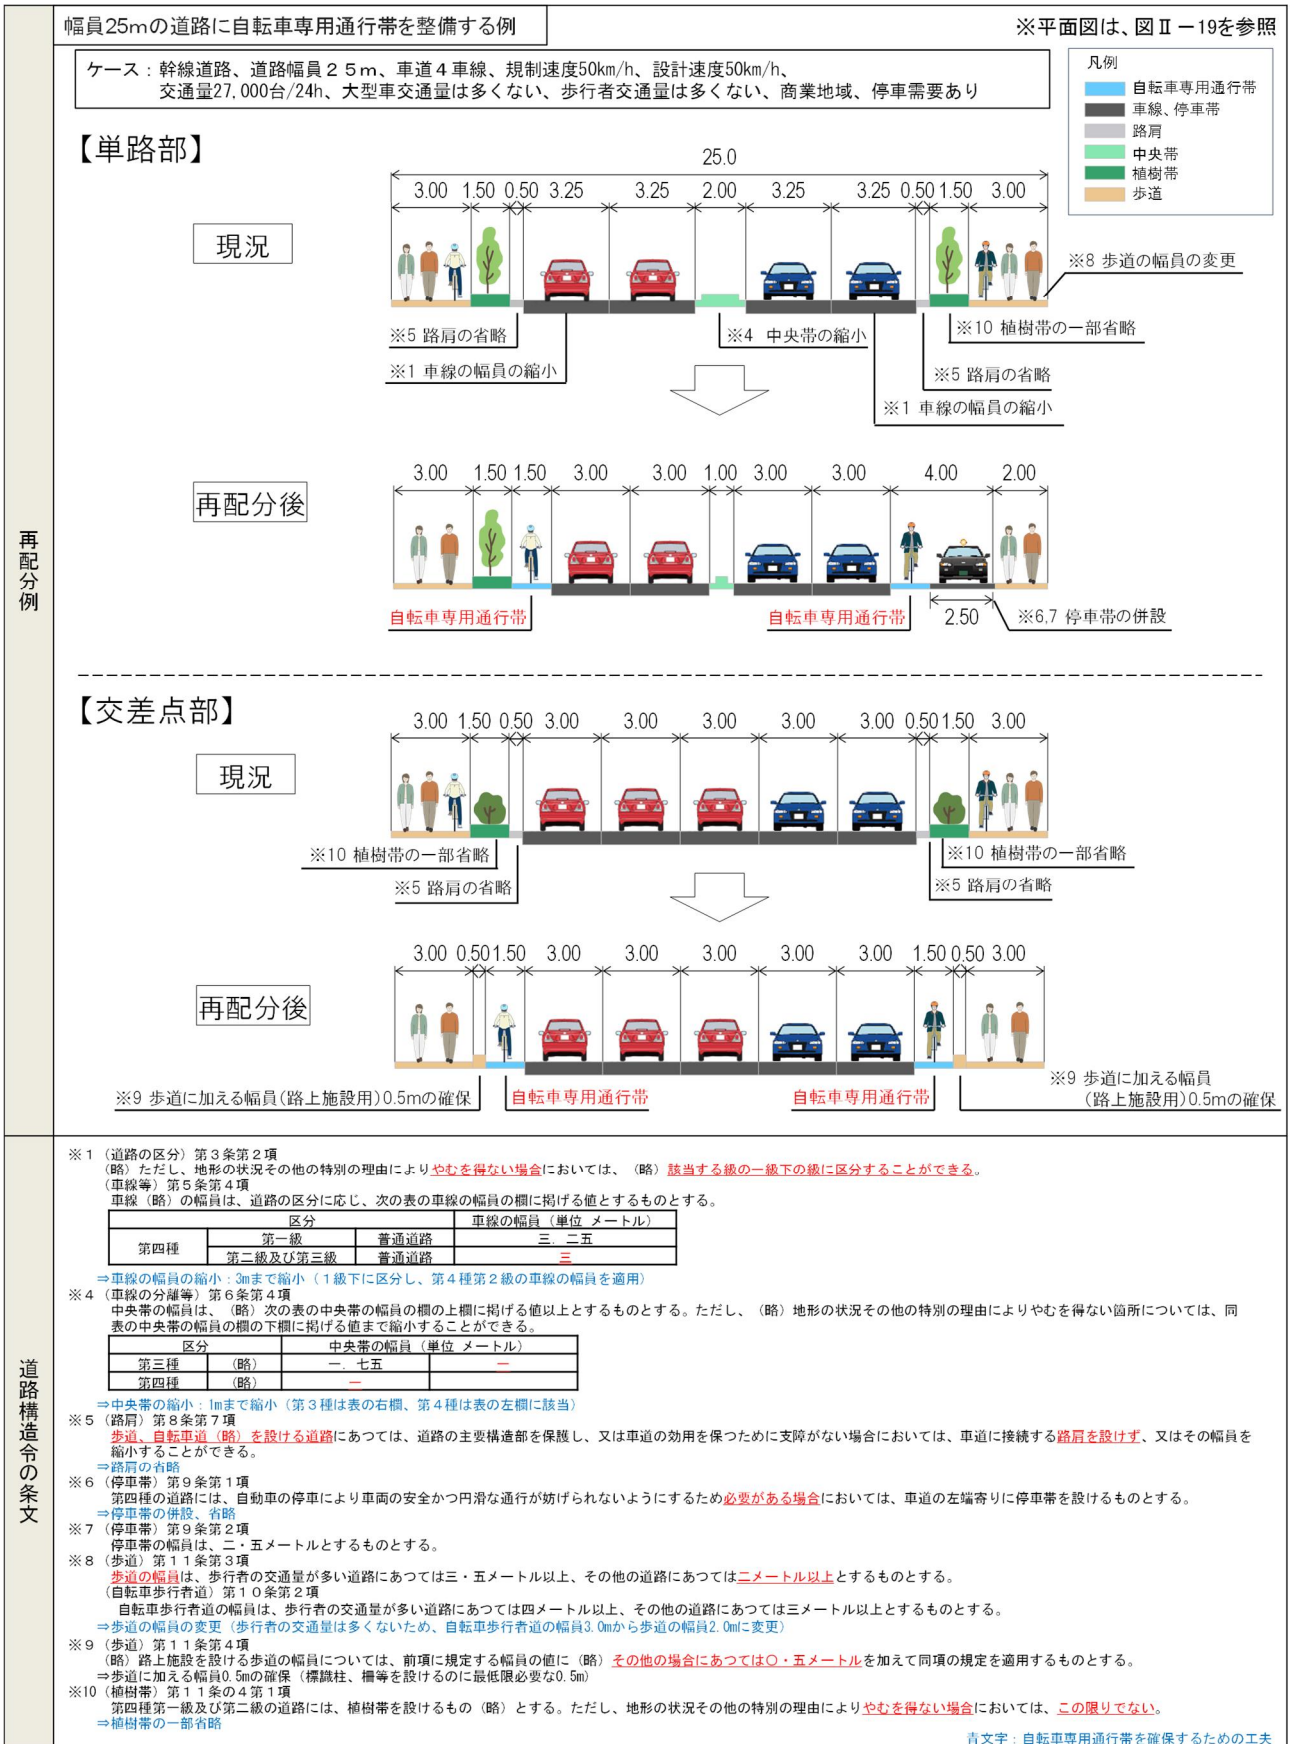 幅員25mの道路に自転車専用通行帯を整備する例
※平面図は、図Ⅱ－19を参照
ケース：幹線道路、道路幅員２５m、車道４車線、規制速度50km/h、設計速度50km/h、
交通量27,000台/24h、大型車交通量は多くない、歩行者交通量は多くない、商業地域、停車需要あり
凡例
自転車専用通行帯
車線、停車帯
路肩
中央帯
植樹帯
歩道
再配分例
【単路部】
25.0
3.00 1.50 0.50 3.25 3.25 2.00 3.25 3.25 0.50 1.50 3.00
現況
※8 歩道の幅員の変更
※5 路肩の省略
※4 中央帯の縮小
※10 植樹帯の一部省略
※1 車線の幅員の縮小
※5 路肩の省略
※1 車線の幅員の縮小
3.00 1.50 1.50 3.00 3.00 1.00 3.00 3.00 4.00 2.00
再配分後
自転車専用通行帯
自転車専用通行帯
2.50
※6,7 停車帯の併設
【交差点部】
3.00 1.50 0.50 3.00 3.00 3.00 3.00 3.00 0.50 1.50 3.00
現況
※10 植樹帯の一部省略
※10 植樹帯の一部省略
※5 路肩の省略
※5 路肩の省略
3.00 0.50 1.50 3.00 3.00 3.00 3.00 3.00 1.50 0.50 3.00
再配分後
※9 歩道に加える幅員(路上施設用)0.5mの確保
自転車専用通行帯
自転車専用通行帯
※9 歩道に加える幅員
(路上施設用)0.5mの確保
道路構造令の条文
※１（道路の区分）第３条第２項
（略）ただし、地形の状況その他の特別の理由によりやむを得ない場合においては、（略）該当する級の一級下の級に区分することができる。
（車線等）第５条第４項
車線（略）の幅員は、道路の区分に応じ、次の表の車線の幅員の欄に掲げる値とするものとする。
区分 車線の幅員（単位 メートル）
第四種 第一級 普通道路 三．二五
第二級及び第三級 普通道路 三
⇒車線の幅員の縮小：3mまで縮小（１級下に区分し、第４種第２級の車線の幅員を適用）
※４（車線の分離等）第６条第４項
中央帯の幅員は、（略）次の表の中央帯の幅員の欄の上欄に掲げる値以上とするものとする。ただし、（略）地形の状況その他の特別の理由によりやむを得ない箇所については、同
表の中央帯の幅員の欄の下欄に掲げる値まで縮小することができる。
区分 中央帯の幅員（単位 メートル）
第三種 （略） 一．七五 一
第四種 （略） 一
⇒中央帯の縮小：1mまで縮小（第３種は表の右欄、第４種は表の左欄に該当）
※５（路肩）第８条第７項
歩道、自転車道（略）を設ける道路にあつては、道路の主要構造部を保護し、又は車道の効用を保つために支障がない場合においては、車道に接続する路肩を設けず、又はその幅員を
縮小することができる。
⇒路肩の省略
※６（停車帯）第９条第１項
第四種の道路には、自動車の停車により車両の安全かつ円滑な通行が妨げられないようにするため必要がある場合においては、車道の左端寄りに停車帯を設けるものとする。
⇒停車帯の併設、省略
※７（停車帯）第９条第２項
停車帯の幅員は、二・五メートルとするものとする。
※８（歩道）第１１条第３項
歩道の幅員は、歩行者の交通量が多い道路にあつては三・五メートル以上、その他の道路にあつては二メートル以上とするものとする。
（自転車歩行者道）第１０条第２項
自転車歩行者道の幅員は、歩行者の交通量が多い道路にあつては四メートル以上、その他の道路にあつては三メートル以上とするものとする。
⇒歩道の幅員の変更（歩行者の交通量は多くないため、自転車歩行者道の幅員3.0mから歩道の幅員2.0mに変更）
※９（歩道）第１１条第４項
（略）路上施設を設ける歩道の幅員については、前項に規定する幅員の値に（略）その他の場合にあつては〇・五メートルを加えて同項の規定を適用するものとする。
⇒歩道に加える幅員0.5mの確保（標識柱、柵等を設けるのに最低限必要な0.5m）
※10（植樹帯）第１１条の４第１項
第四種第一級及び第二級の道路には、植樹帯を設けるもの（略）とする。ただし、地形の状況その他の特別の理由によりやむを得ない場合においては、この限りでない。
⇒植樹帯の一部省略
青文字：自転車専用通行帯を確保するための工夫